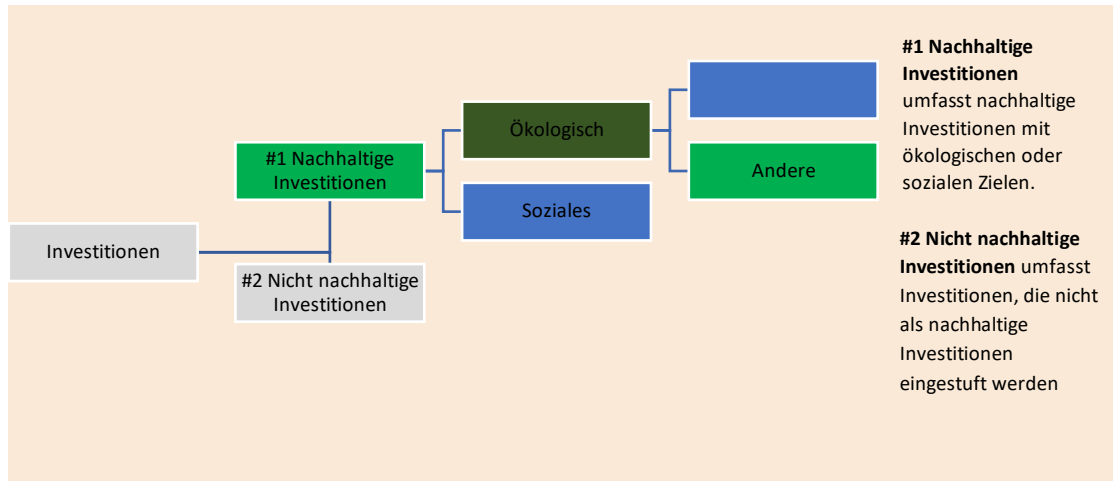 Investitionen
#1 Nachhaltige
Investitionen
#2 Nicht nachhaltige
Investitionen
Ökologisch
Soziales
Andere
#1 Nachhaltige
Investitionen
umfasst nachhaltige
Investitionen mit
ökologischen oder
sozialen Zielen.
#2 Nicht nachhaltige
Investitionen umfasst
Investitionen, die nicht
als nachhaltige
Investitionen
eingestuft werden